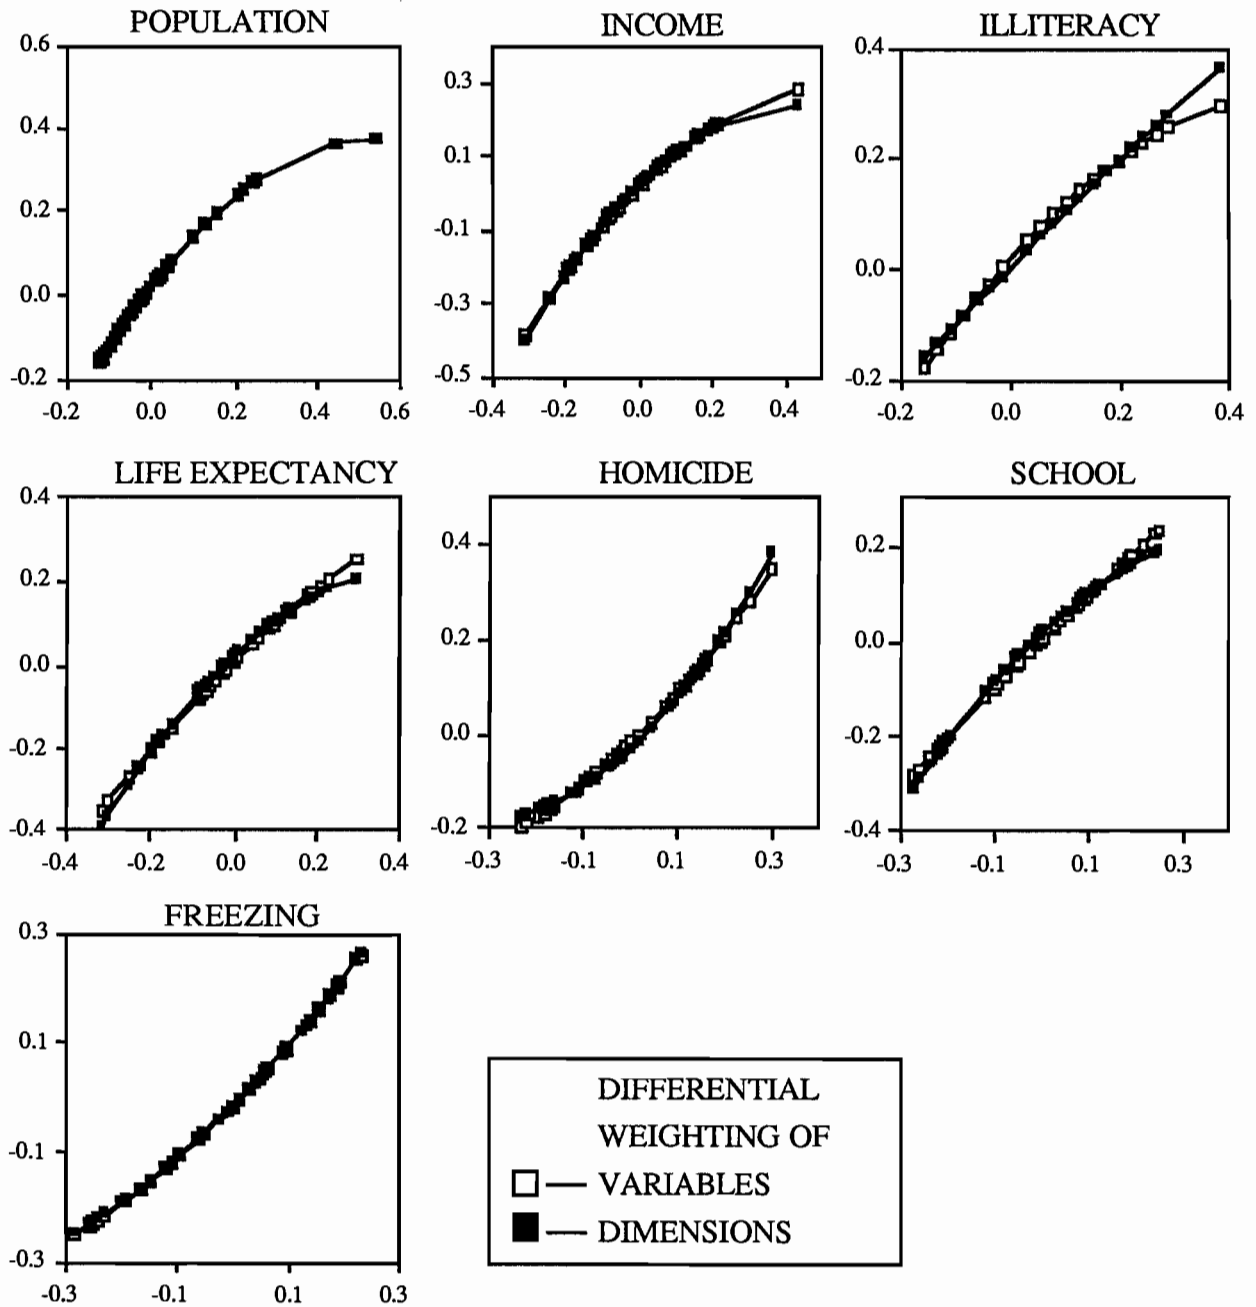 POPULATION
INCOME
ILLITERACY
0.6
0.4
0.2
0.0
-0.2
-0.2 0.0 0.2 0.4 0.6
0.3
0.1
-0.1
-0.3
-0.5
-0.4 -0.2 0.0 0.2 0.4
0.4
0.2
0.0
-0.2
-0.2 0.0 0.2 0.4
LIFE EXPECTANCY
HOMICIDE
SCHOOL
0.4
0.2
0.0
-0.2
-0.4
-0.4 -0.2 0.0 0.2 0.4
0.4
0.2
0.0
-0.2
-0.3 -0.1 0.1 0.3
0.2
0.0
-0.2
-0.4
-0.3 -0.1 0.1 0.3
FREEZING
0.3
0.1
-0.1
-0.3
-0.3 -0.1 0.1 0.3
DIFFERENTIAL
WEIGHTING OF
VARIABLES
DIMENSIONS